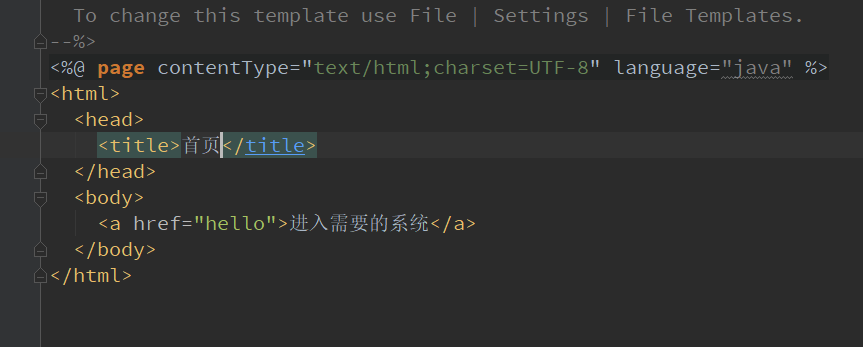 To change this template use File | Settings | File Templates.
--%>
<%@ page contentType="text/html;charset=UTF-8" language="java" %>
<html>
<head>
<title>首页</title>
</head>
<body>
<a href="hello">进入需要的系统</a>
</body>
</html>